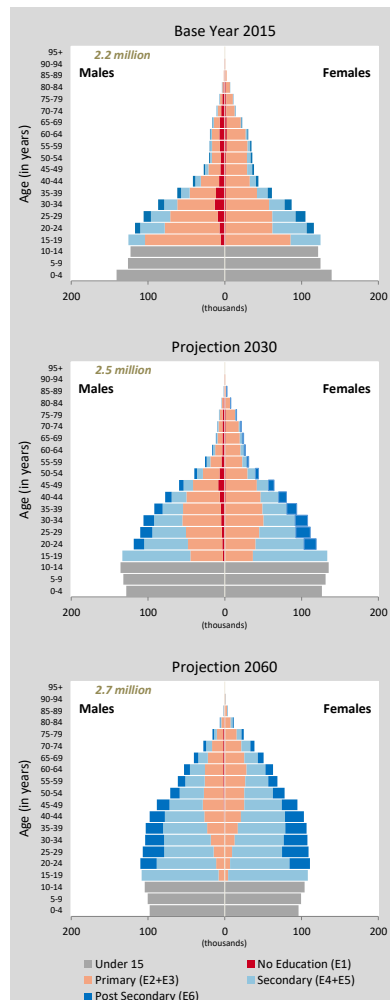 Base Year 2015
2.2 million
Males
Females
Age (in years)
95+
90-94
85-89
80-84
75-79
70-74
65-69
60-64
55-59
50-54
45-49
40-44
35-39
30-34
25-29
20-24
15-19
10-14
5-9
0-4
200 100 0 100 200
(thousands)
Projection 2030
2.5 million
Males
Females
Age (in years)
95+
90-94
85-89
80-84
75-79
70-74
65-69
60-64
55-59
50-54
45-49
40-44
35-39
30-34
25-29
20-24
15-19
10-14
5-9
0-4
200 100 0 100 200
(thousands)
Projection 2060
2.7 million
Males
Females
Age (in years)
95+
90-94
85-89
80-84
75-79
70-74
65-69
60-64
55-59
50-54
45-49
40-44
35-39
30-34
25-29
20-24
15-19
10-14
5-9
0-4
200 100 0 100 200
(thousands)
Under 15
No Education (E1)
Primary (E2+E3)
Secondary (E4+E5)
Post Secondary (E6)